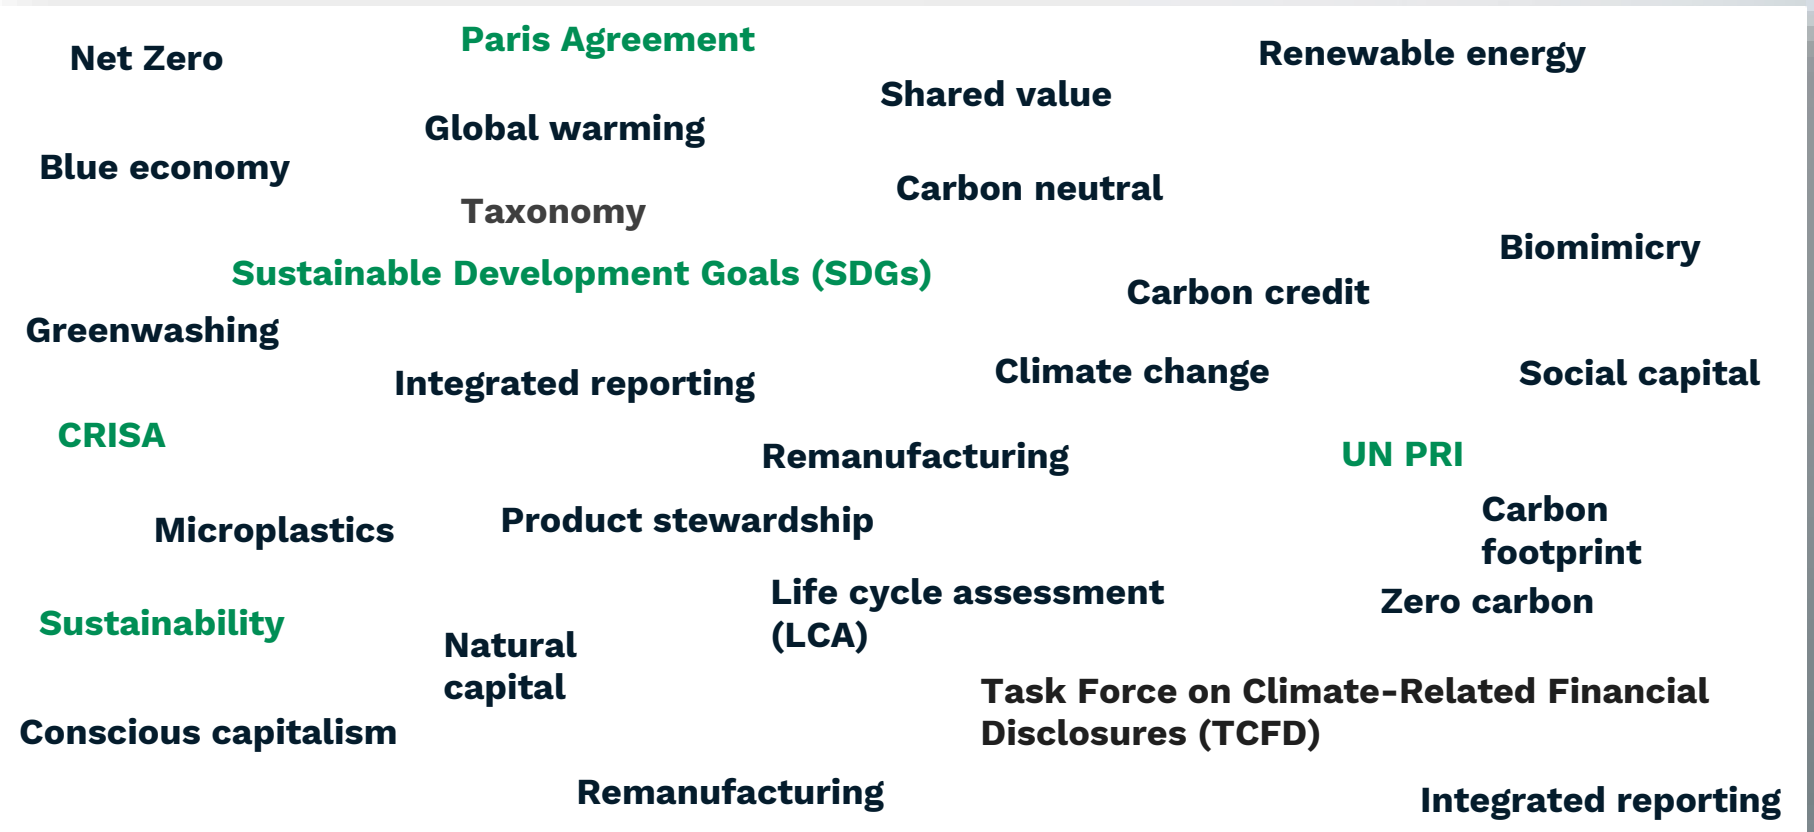 Net Zero
Paris Agreement
Renewable energy
Shared value
Global warming
Blue economy
Carbon neutral
Taxonomy
Biomimicry
Sustainable Development Goals (SDGs)
Carbon credit
Greenwashing
Integrated reporting
Climate change
Social capital
CRISA
Remanufacturing
UN PRI
Microplastics
Product stewardship
Carbon
footprint
Life cycle assessment
(LCA)
Zero carbon
Sustainability
Natural
capital
Task Force on Climate-Related Financial
Disclosures (TCFD)
Conscious capitalism
Remanufacturing
Integrated reporting